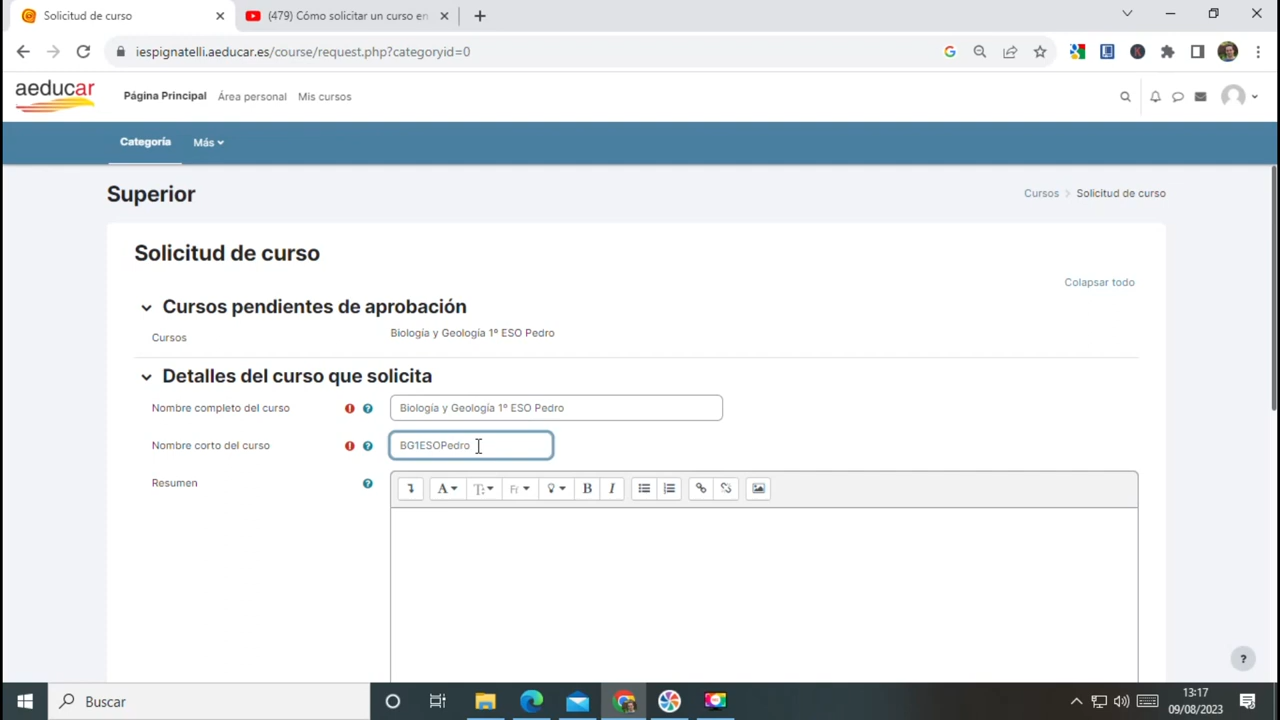 Solicitud de curso
(479) Cómo solicitar un curso en
iespignatelli.aeducar.es/course/request.php?categoryid=0
aeducar
Página Principal Área personal Mis cursos
Categoría Más
Superior
Cursos Solicitud de curso
Solicitud de curso
Colapsar todo
Cursos pendientes de aprobación
Cursos
Biología y Geología 1º ESO Pedro
Detalles del curso que solicita
Nombre completo del curso
Biología y Geología 1º ESO Pedro
Nombre corto del curso
BG1ESOPedro
Resumen
Buscar
13:17
09/08/2023